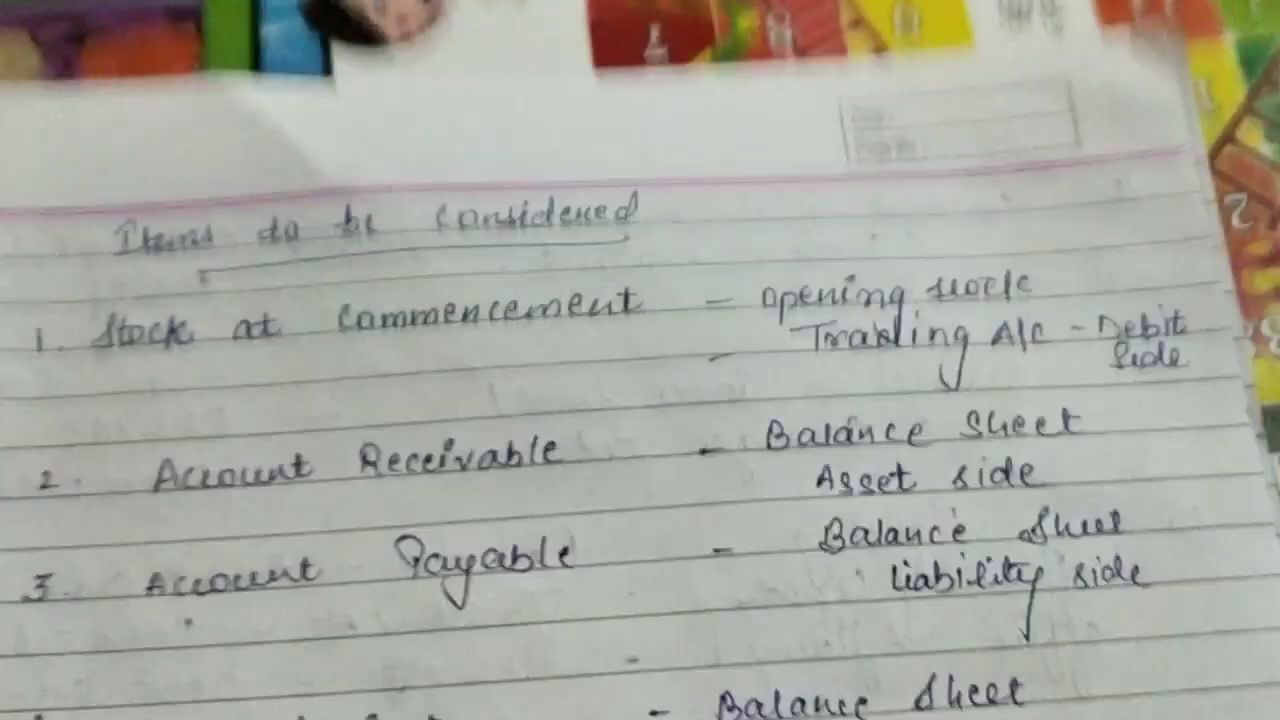 Items to be Considered
1. Stock at Commencement - opening stock
- Trading A/C - Debit Side
2. Account Receivable - Balance Sheet
Asset side
3. Account Payable - Balance Sheet
liability side
- Balance Sheet